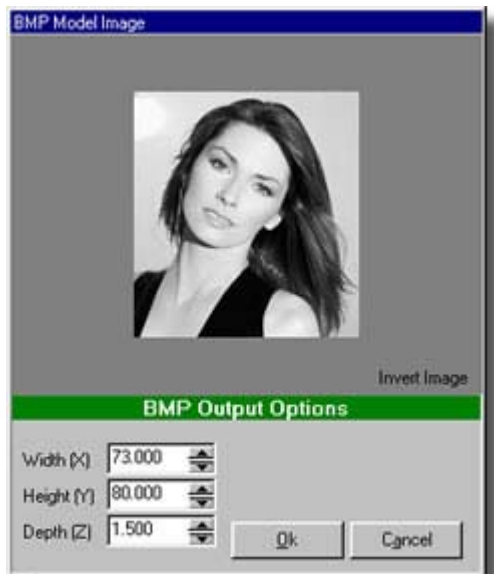 BMP Model Image
Invert Image
BMP Output Options
Width (X) 73.000
Height (Y) 80.000
Depth (Z) 1.500
Ok Cancel